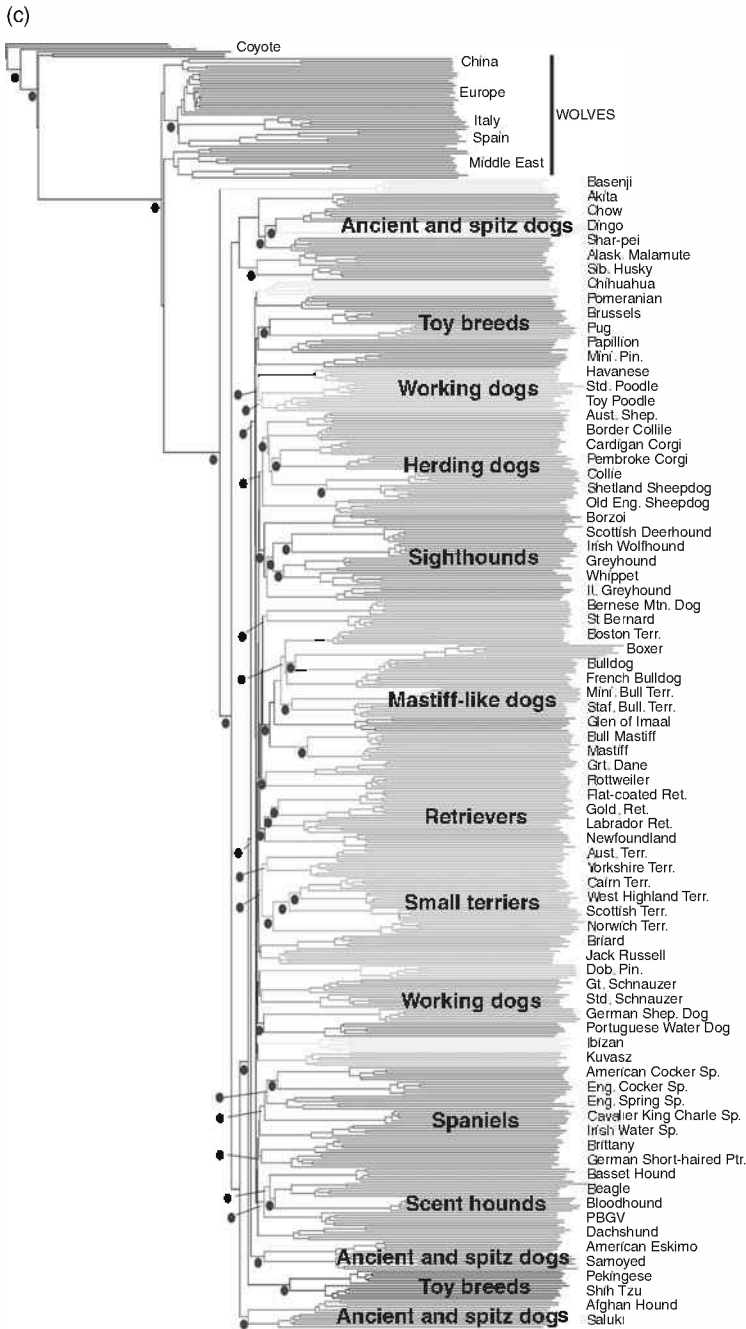 (c)
Coyote
China
Europe
WOLVES
Italy
Spain
Middle East
Basenji
Akita
Chow
Ancient and spitz dogs
Dingo
Shar-pei
Alask. Malamute
Sib. Husky
Chihuahua
Pomeranian
Brussels
Toy breeds
Pug
Papillion
Mini. Pin.
Havanese
Working dogs
Std. Poodle
Toy Poodle
Aust. Shep.
Border Collile
Cardigan Corgi
Herding dogs
Pembroke Corgi
Collie
Shetland Sheepdog
Old Eng. Sheepdog
Borzoi
Scottish Deerhound
Irish Wolfhound
Sighthounds
Greyhound
Whippet
It. Greyhound
Bernese Mtn. Dog
St Bernard
Boston Terr.
Boxer
Bulldog
French Bulldog
Mini. Bull Terr.
Mastiff-like dogs
Staf. Bull. Terr.
Glen of Imaal
Bull Mastiff
Mastiff
Grt. Dane
Rottweiler
Flat-coated Ret.
Gold. Ret.
Retrievers
Labrador Ret.
Newfoundland
Aust. Terr.
Yorkshire Terr.
Cairn Terr.
West Highland Terr.
Small terriers
Scottish Terr.
Norwich Terr.
Briard
Jack Russell
Dob. Pin.
Gt. Schnauzer
Working dogs
Std. Schnauzer
German Shep. Dog
Portuguese Water Dog
Ibizan
Kuvasz
American Cocker Sp.
Eng. Cocker Sp.
Eng. Spring Sp.
Cavalier King Charle Sp.
Spaniels
Irish Water Sp.
Brittany
German Short-haired Ptr.
Basset Hound
Beagle
Scent hounds
Bloodhound
PBGV
Dachshund
American Eskimo
Ancient and spitz dogs
Samoyed
Pekingese
Toy breeds
Shih Tzu
Afghan Hound
Ancient and spitz dogs
Saluki